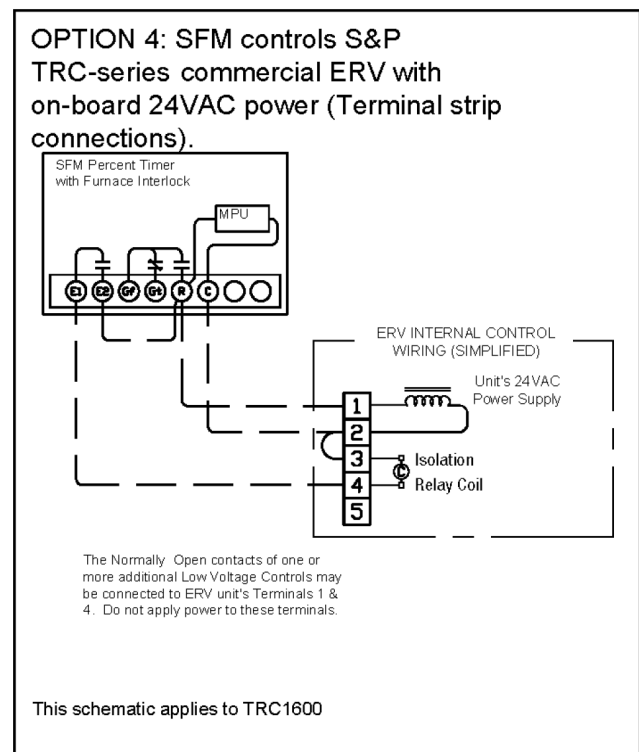 OPTION 4: SFM controls S&P
TRC-series commercial ERV with
on-board 24VAC power (Terminal strip
connections).
SFM Percent Timer
with Furnace Interlock
MPU
E1 E2 Gf Gt R C
ERV INTERNAL CONTROL
WIRING (SIMPLIFIED)
Unit's 24VAC
Power Supply
1
2
3
4
5
C
Isolation
Relay Coil
The Normally Open contacts of one or
more additional Low Voltage Controls may
be connected to ERV unit's Terminals 1 &
4. Do not apply power to these terminals.
This schematic applies to TRC1600